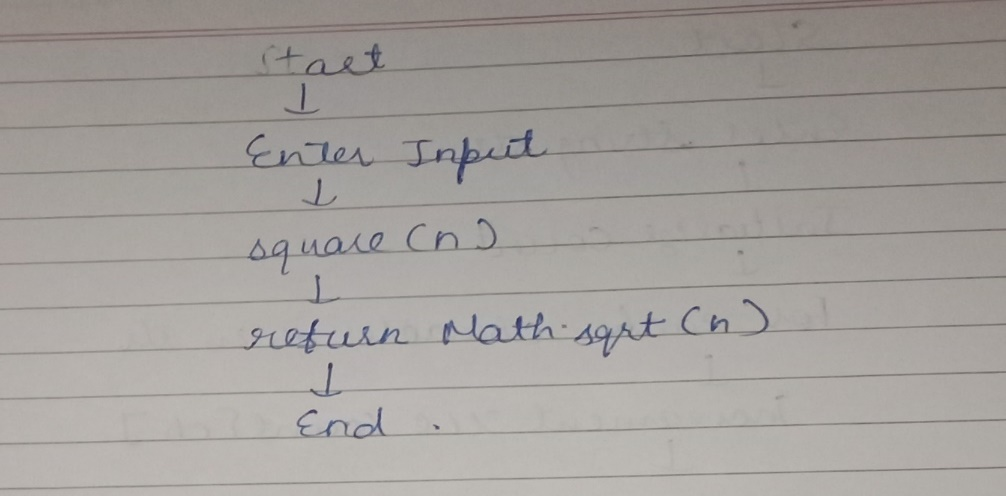 Start
↓
Enter Input
↓
square (n)
↓
return Math.sqrt (n)
↓
End.